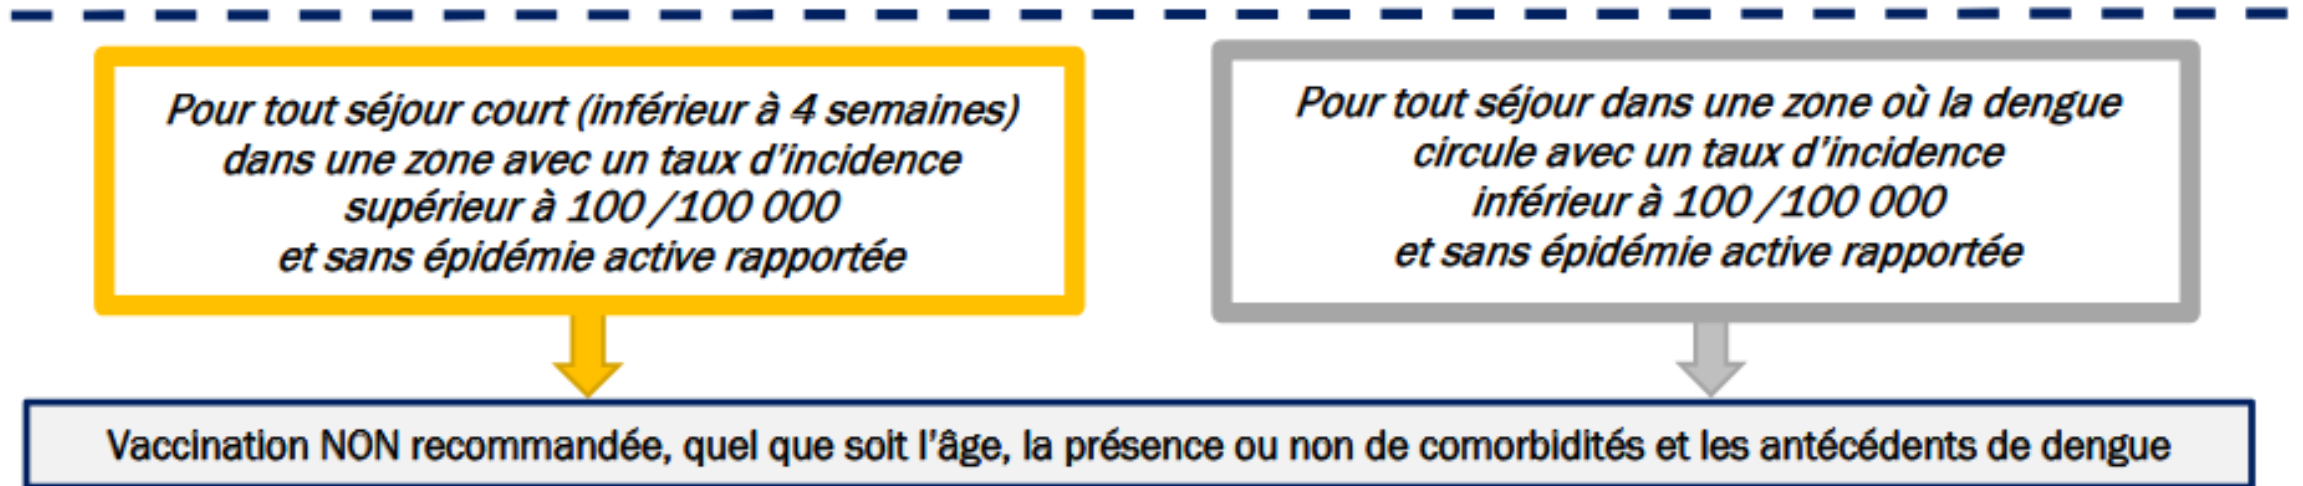 Pour tout séjour court (inférieur à 4 semaines)
dans une zone avec un taux d'incidence
supérieur à 100 /100 000
et sans épidémie active rapportée
Pour tout séjour dans une zone où la dengue
circule avec un taux d'incidence
inférieur à 100 /100 000
et sans épidémie active rapportée
Vaccination NON recommandée, quel que soit l'âge, la présence ou non de comorbidités et les antécédents de dengue